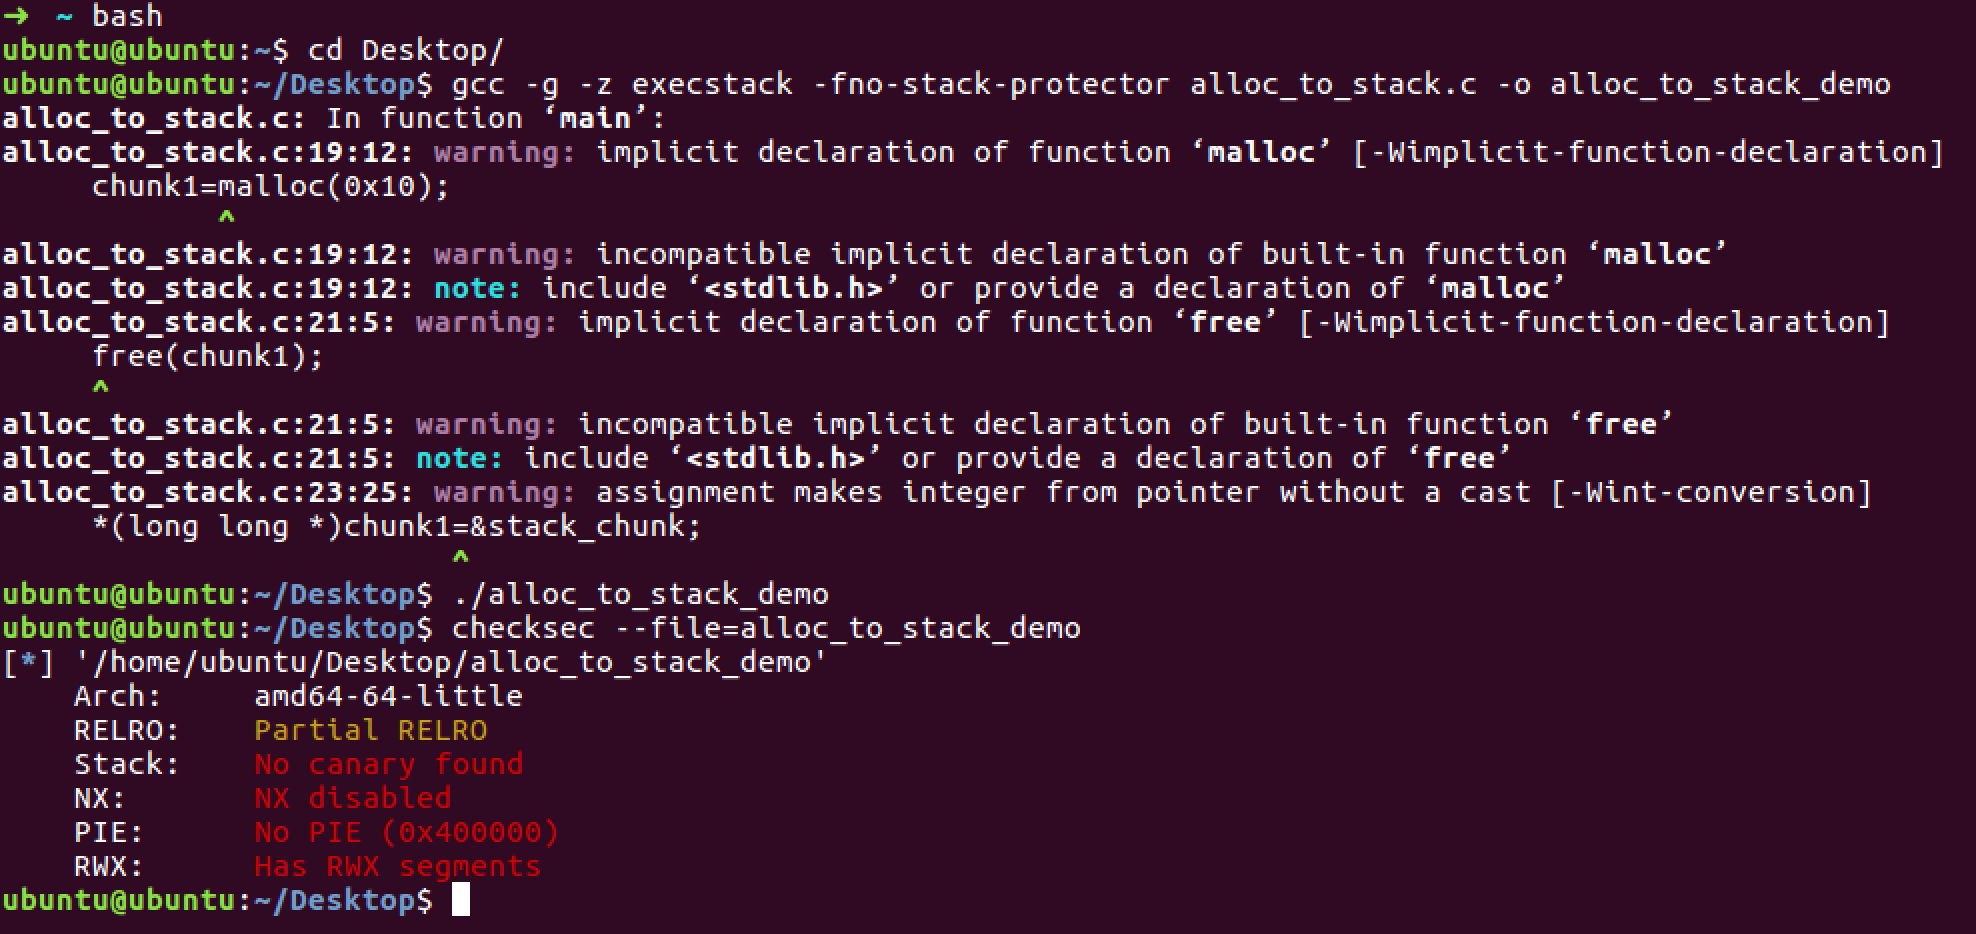 ➜  ~ bash
ubuntu@ubuntu:~$ cd Desktop/
ubuntu@ubuntu:~/Desktop$ gcc -g -z execstack -fno-stack-protector alloc_to_stack.c -o alloc_to_stack_demo
alloc_to_stack.c: In function ‘main’:
alloc_to_stack.c:19:12: warning: implicit declaration of function ‘malloc’ [-Wimplicit-function-declaration]
     chunk1=malloc(0x10);
            ^
alloc_to_stack.c:19:12: warning: incompatible implicit declaration of built-in function ‘malloc’
alloc_to_stack.c:19:12: note: include ‘<stdlib.h>’ or provide a declaration of ‘malloc’
alloc_to_stack.c:21:5: warning: implicit declaration of function ‘free’ [-Wimplicit-function-declaration]
     free(chunk1);
     ^
alloc_to_stack.c:21:5: warning: incompatible implicit declaration of built-in function ‘free’
alloc_to_stack.c:21:5: note: include ‘<stdlib.h>’ or provide a declaration of ‘free’
alloc_to_stack.c:23:25: warning: assignment makes integer from pointer without a cast [-Wint-conversion]
     *(long long *)chunk1=&stack_chunk;
                         ^
ubuntu@ubuntu:~/Desktop$ ./alloc_to_stack_demo
ubuntu@ubuntu:~/Desktop$ checksec --file=alloc_to_stack_demo
[*] '/home/ubuntu/Desktop/alloc_to_stack_demo'
    Arch:     amd64-64-little
    RELRO:    Partial RELRO
    Stack:    No canary found
    NX:       NX disabled
    PIE:      No PIE (0x400000)
    RWX:      Has RWX segments
ubuntu@ubuntu:~/Desktop$